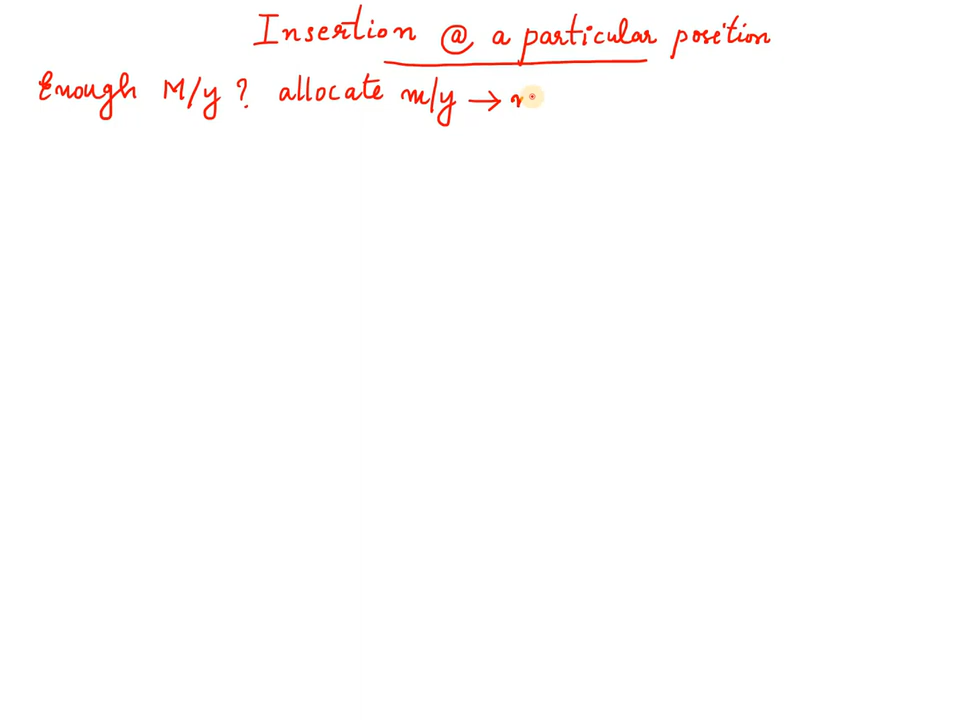 Insertion @ a particular position
Enough M/y ? allocate m/y →